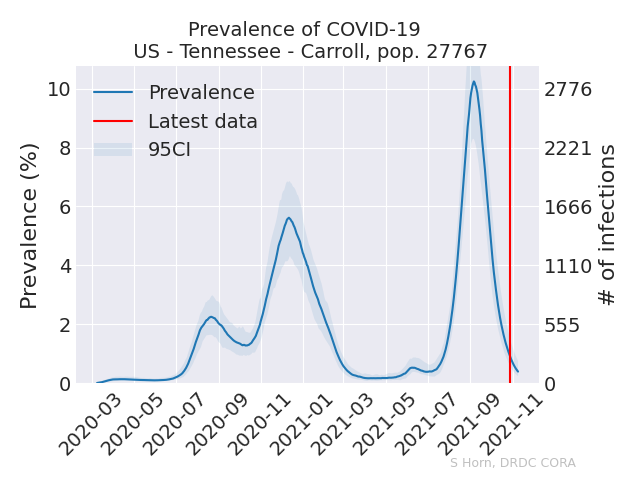 Prevalence of COVID-19
US - Tennessee - Carroll, pop. 27767
Prevalence
Latest data
95CI
Prevalence (%)
10
8
6
4
2
0
2776
2221
1666
1110
555
0
# of infections
2020-03
2020-05
2020-07
2020-09
2020-11
2021-01
2021-03
2021-05
2021-07
2021-09
2021-11
S Horn, DRDC CORA